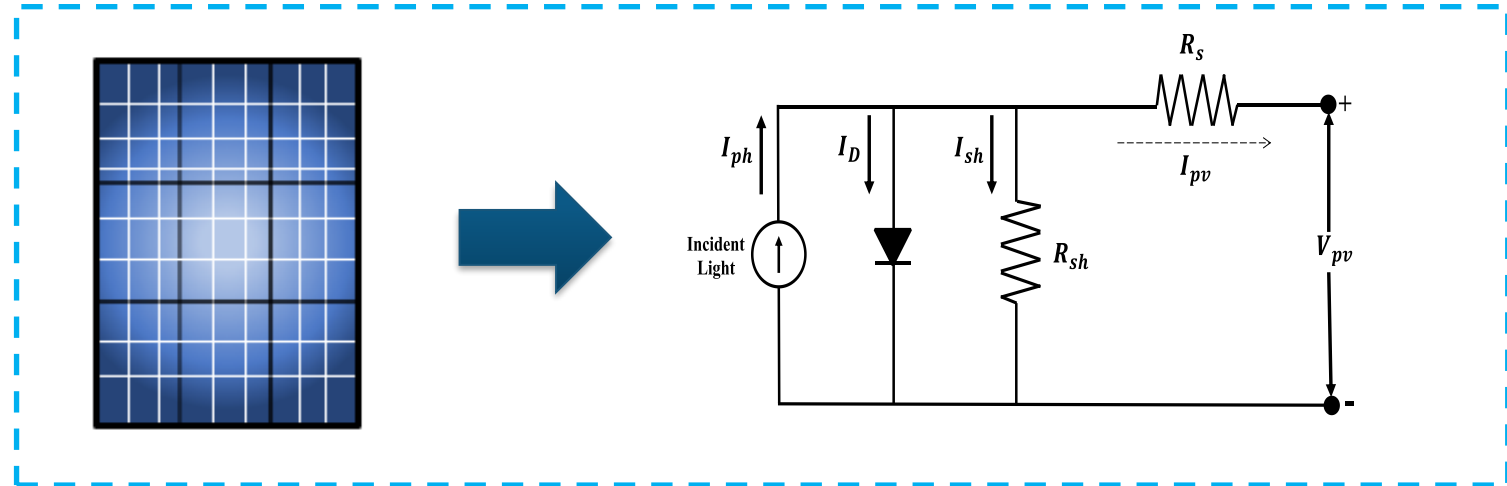 R_s
+
I_ph
I_D
I_sh
I_pv
Incident
Light
R_sh
V_pv
-